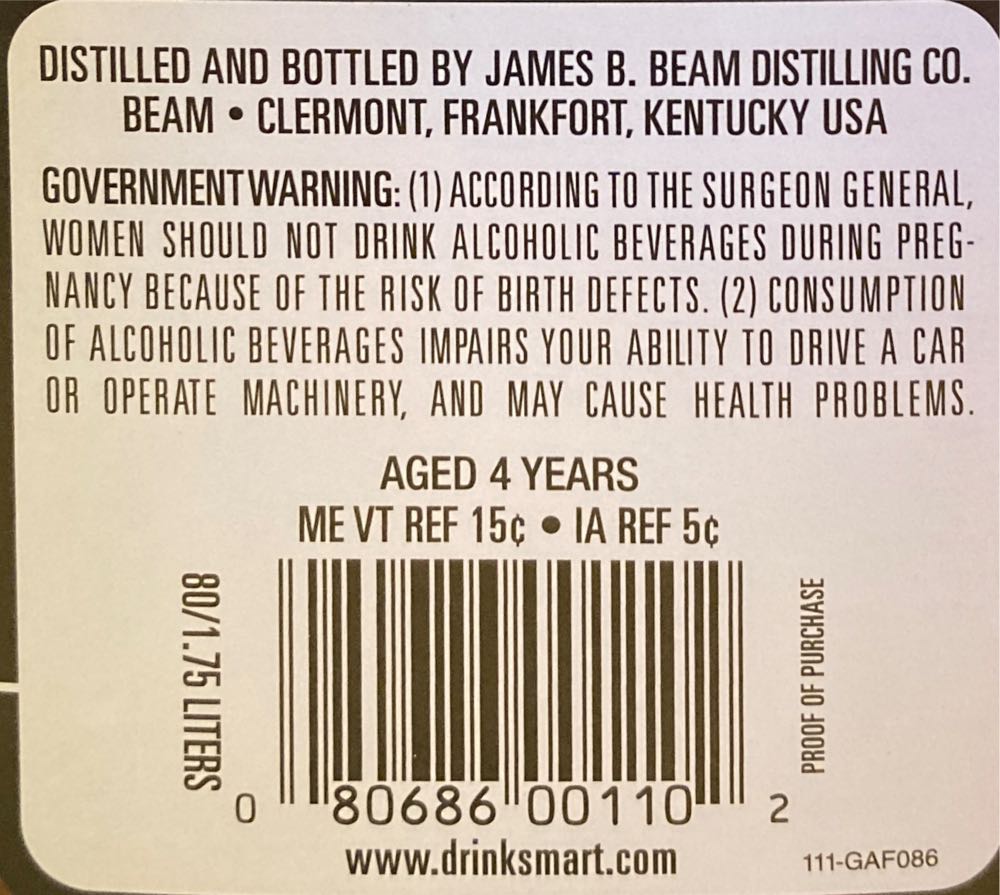 DISTILLED AND BOTTLED BY JAMES B. BEAM DISTILLING CO.
BEAM • CLERMONT, FRANKFORT, KENTUCKY USA
GOVERNMENT WARNING: (1) ACCORDING TO THE SURGEON GENERAL,
WOMEN SHOULD NOT DRINK ALCOHOLIC BEVERAGES DURING PREG-
NANCY BECAUSE OF THE RISK OF BIRTH DEFECTS. (2) CONSUMPTION
OF ALCOHOLIC BEVERAGES IMPAIRS YOUR ABILITY TO DRIVE A CAR
OR OPERATE MACHINERY, AND MAY CAUSE HEALTH PROBLEMS.
AGED 4 YEARS
ME VT REF 15¢ • IA REF 5¢
80/1.75 LITERS
PROOF OF PURCHASE
0 80686 00110 2
www.drinksmart.com
111-GAF086